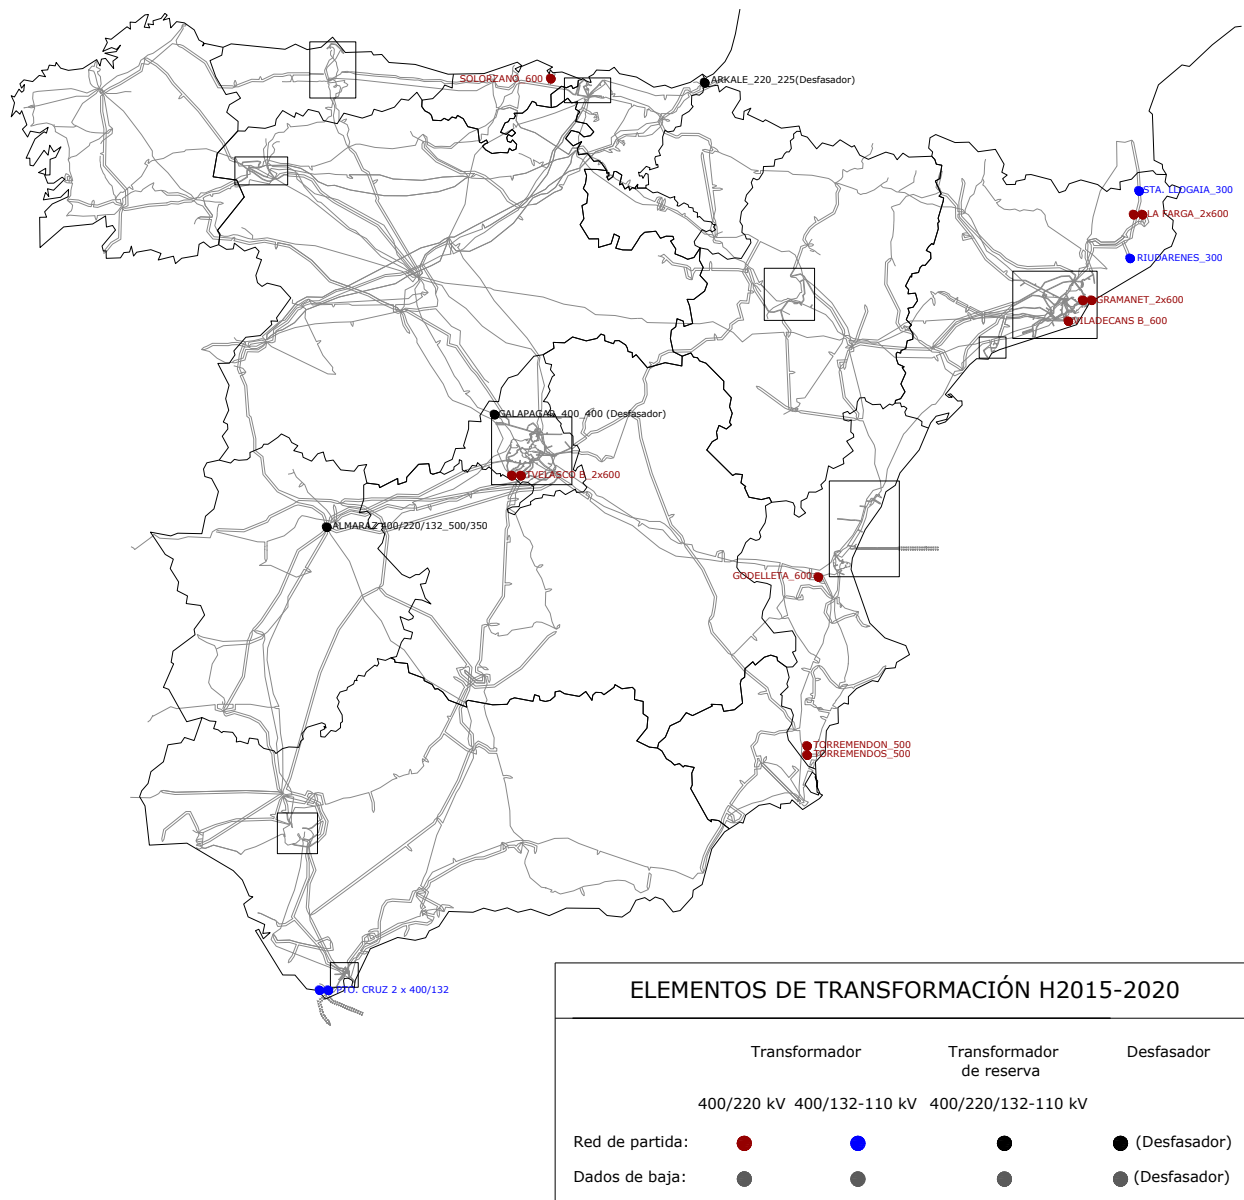 SOLORZANO_600
ARKALE_220_225(Desfasador)
STA. LLOGAIA_300
LA FARGA_2x600
RIUDARENES_300
GRAMANET_2x600
VILADECANS B_600
GALAPAGAR_400_400 (Desfasador)
TVELASCO B_2x600
ALMARAZ 400/220/132_500/350
GODELLETA_600
TORREMENDON_500
TORREMENDOS_500
PTO. CRUZ 2 x 400/132
ELEMENTOS DE TRANSFORMACIÓN H2015-2020
Transformador Transformador Desfasador
de reserva
400/220 kV 400/132-110 kV 400/220/132-110 kV
Red de partida: (Desfasador)
Dados de baja: (Desfasador)